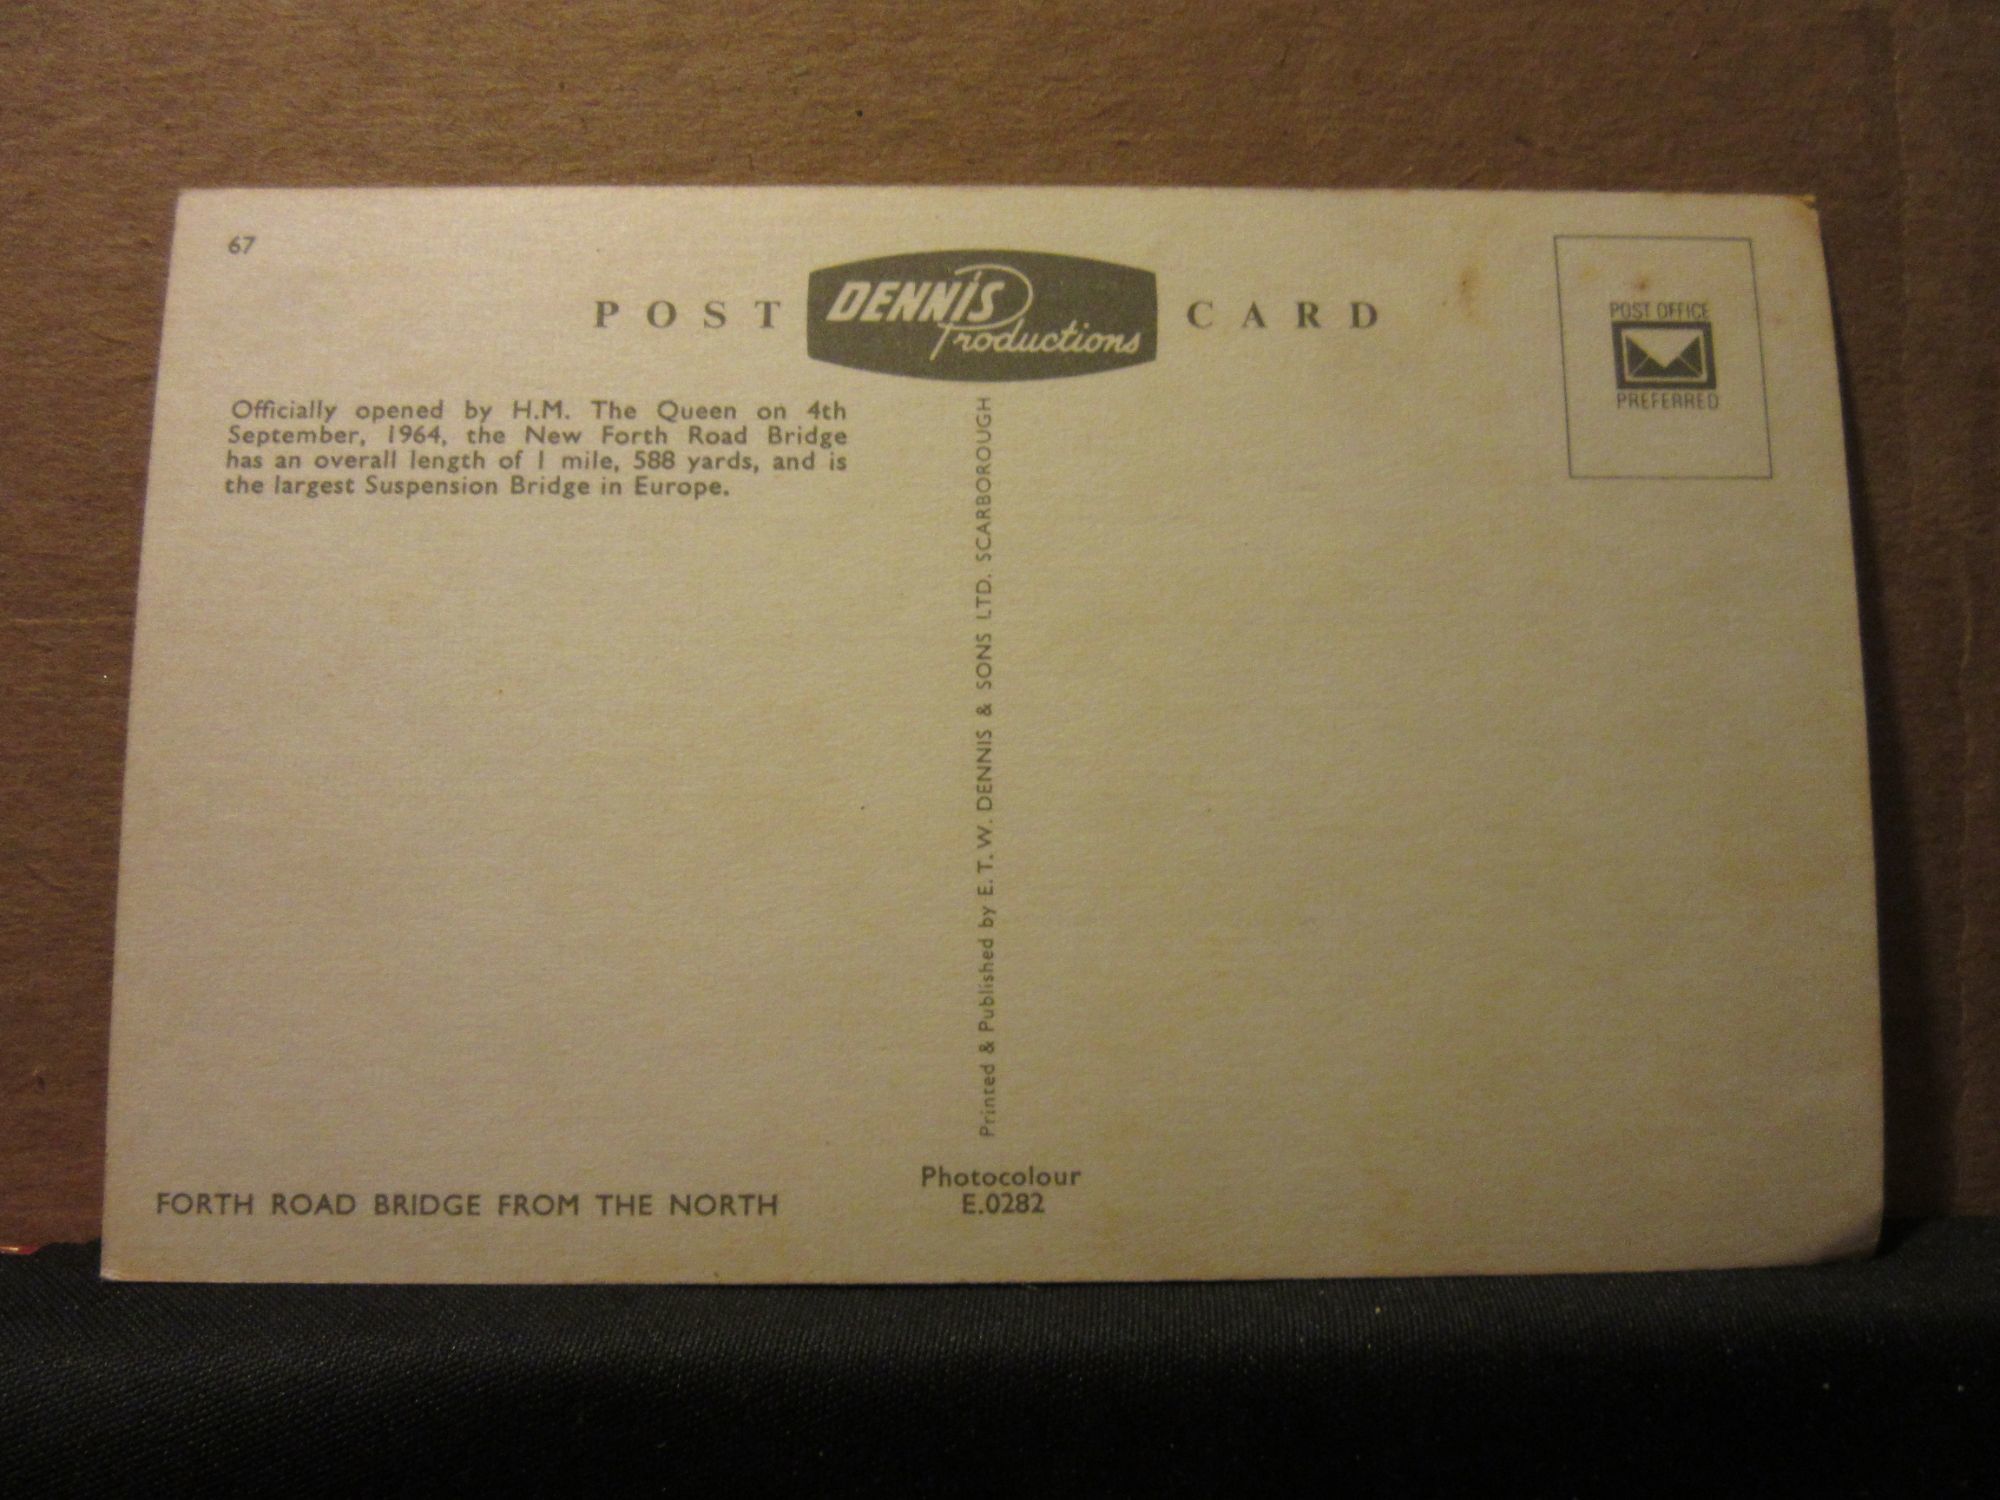 67
POST DENNIS Productions CARD
POST OFFICE
PREFERRED
Officially opened by H.M. The Queen on 4th
September, 1964, the New Forth Road Bridge
has an overall length of 1 mile, 588 yards, and is
the largest Suspension Bridge in Europe.
Printed & Published by E. T. W. DENNIS & SONS LTD. SCARBOROUGH
FORTH ROAD BRIDGE FROM THE NORTH
Photocolour
E.0282